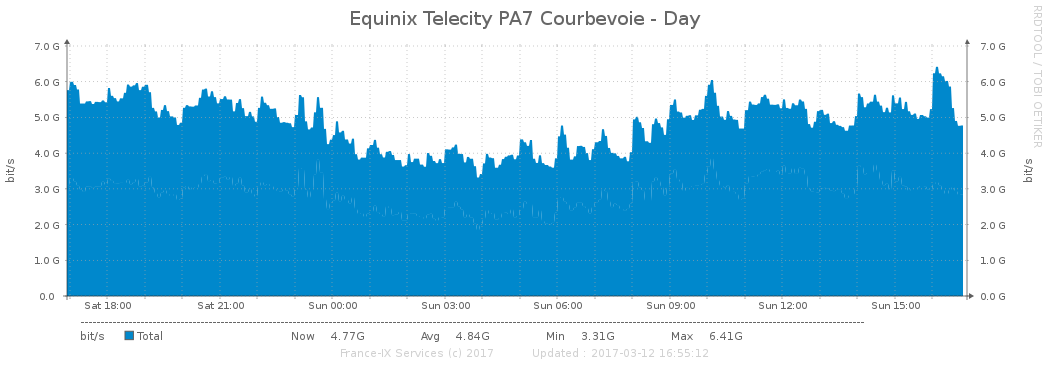 Equinix Telecity PA7 Courbevoie - Day
RRDTOOL / TOBI OETIKER
bit/s
7.0 G
6.0 G
5.0 G
4.0 G
3.0 G
2.0 G
1.0 G
0.0
7.0 G
6.0 G
5.0 G
4.0 G
3.0 G
2.0 G
1.0 G
0.0 G
bit/s
Sat 18:00 Sat 21:00 Sun 00:00 Sun 03:00 Sun 06:00 Sun 09:00 Sun 12:00 Sun 15:00
bit/s Total Now 4.77G Avg 4.84G Min 3.31G Max 6.41G
France-IX Services (c) 2017 Updated : 2017-03-12 16:55:12